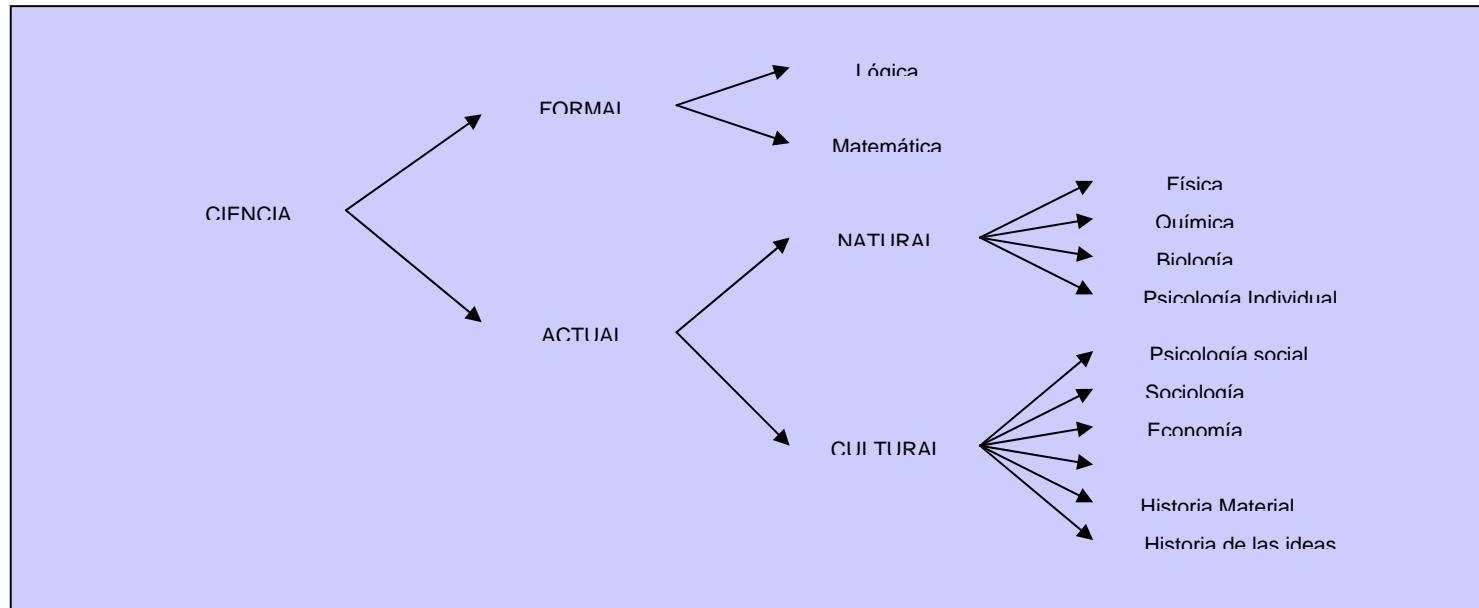 Lógica
FORMAL
Matemática
Física
CIENCIA
Química
NATURAL
Biología
Psicología Individual
ACTUAL
Psicología social
Sociología
Economía
CULTURAL
Historia Material
Historia de las ideas